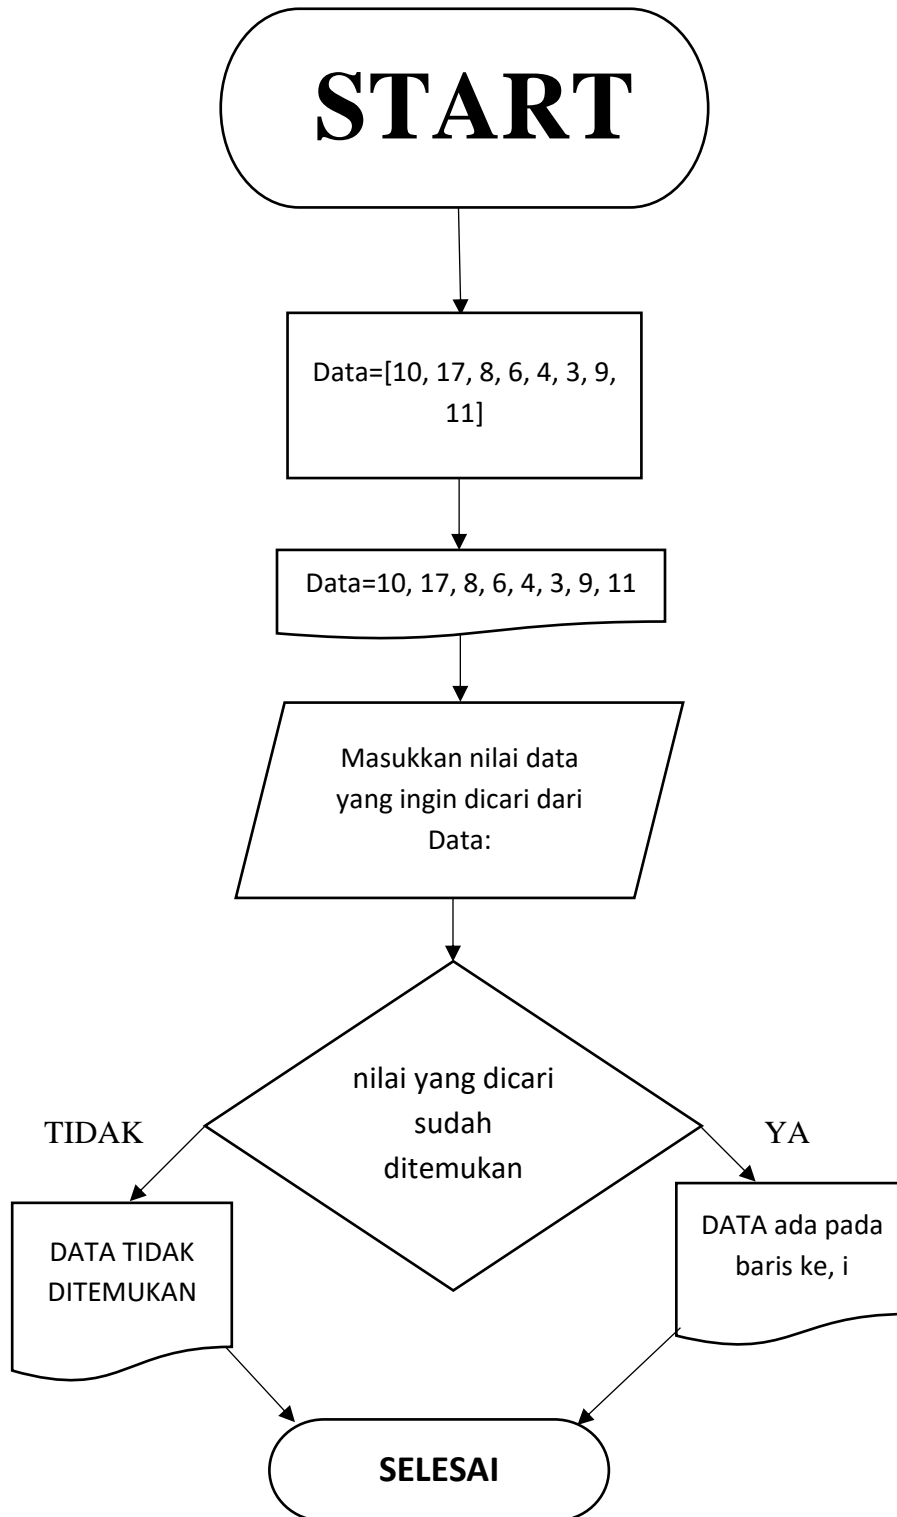 START
Data=[10, 17, 8, 6, 4, 3, 9,
11]
Data=10, 17, 8, 6, 4, 3, 9, 11
Masukkan nilai data
yang ingin dicari dari
Data:
nilai yang dicari
sudah
ditemukan
TIDAK
YA
DATA TIDAK
DITEMUKAN
DATA ada pada
baris ke, i
SELESAI